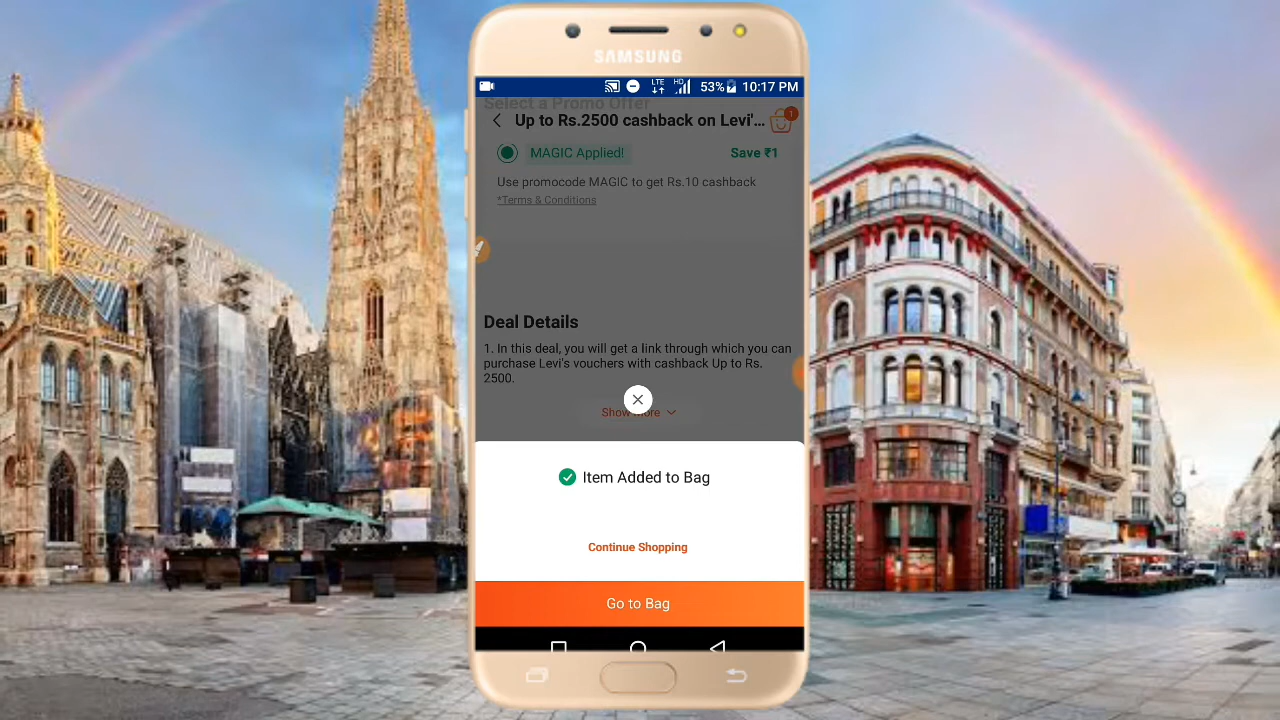 SAMSUNG
LTE HD 53% 10:17 PM
Select a Promo Offer
Up to Rs.2500 cashback on Levi'...
1
MAGIC Applied!
Save ₹1
Use promocode MAGIC to get Rs.10 cashback
*Terms & Conditions
Deal Details
1. In this deal, you will get a link through which you can
purchase Levi's vouchers with cashback Up to Rs.
2500.
Show more
Item Added to Bag
Continue Shopping
Go to Bag